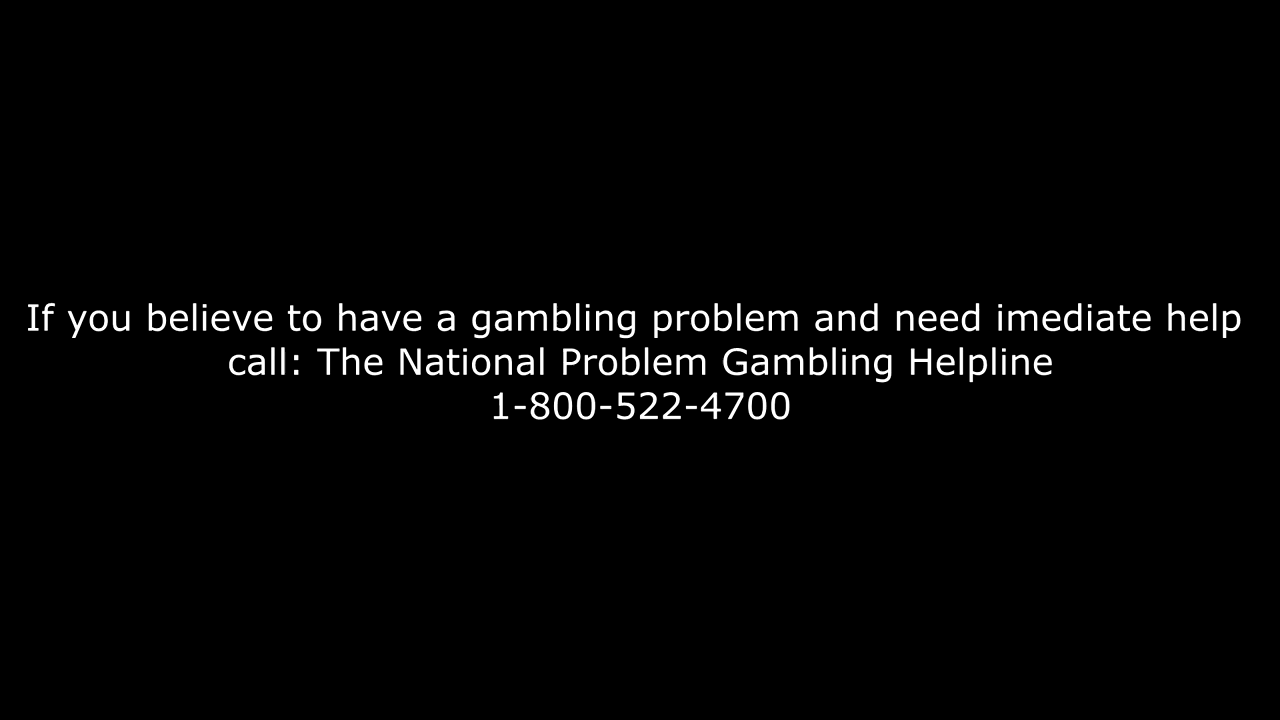 If you believe to have a gambling problem and need imediate help
call: The National Problem Gambling Helpline
1-800-522-4700